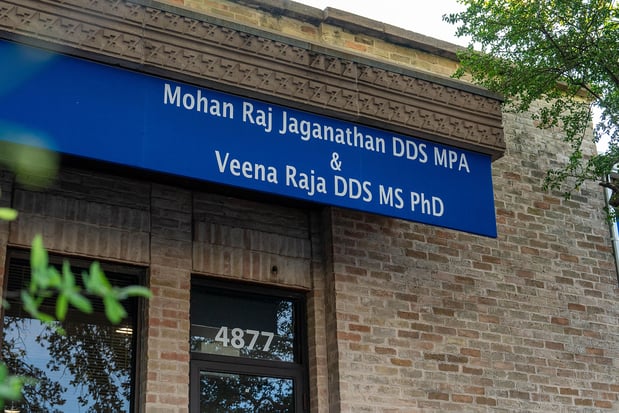 Mohan Raj Jaganathan DDS MPA
&
Veena Raja DDS MS PhD
4877